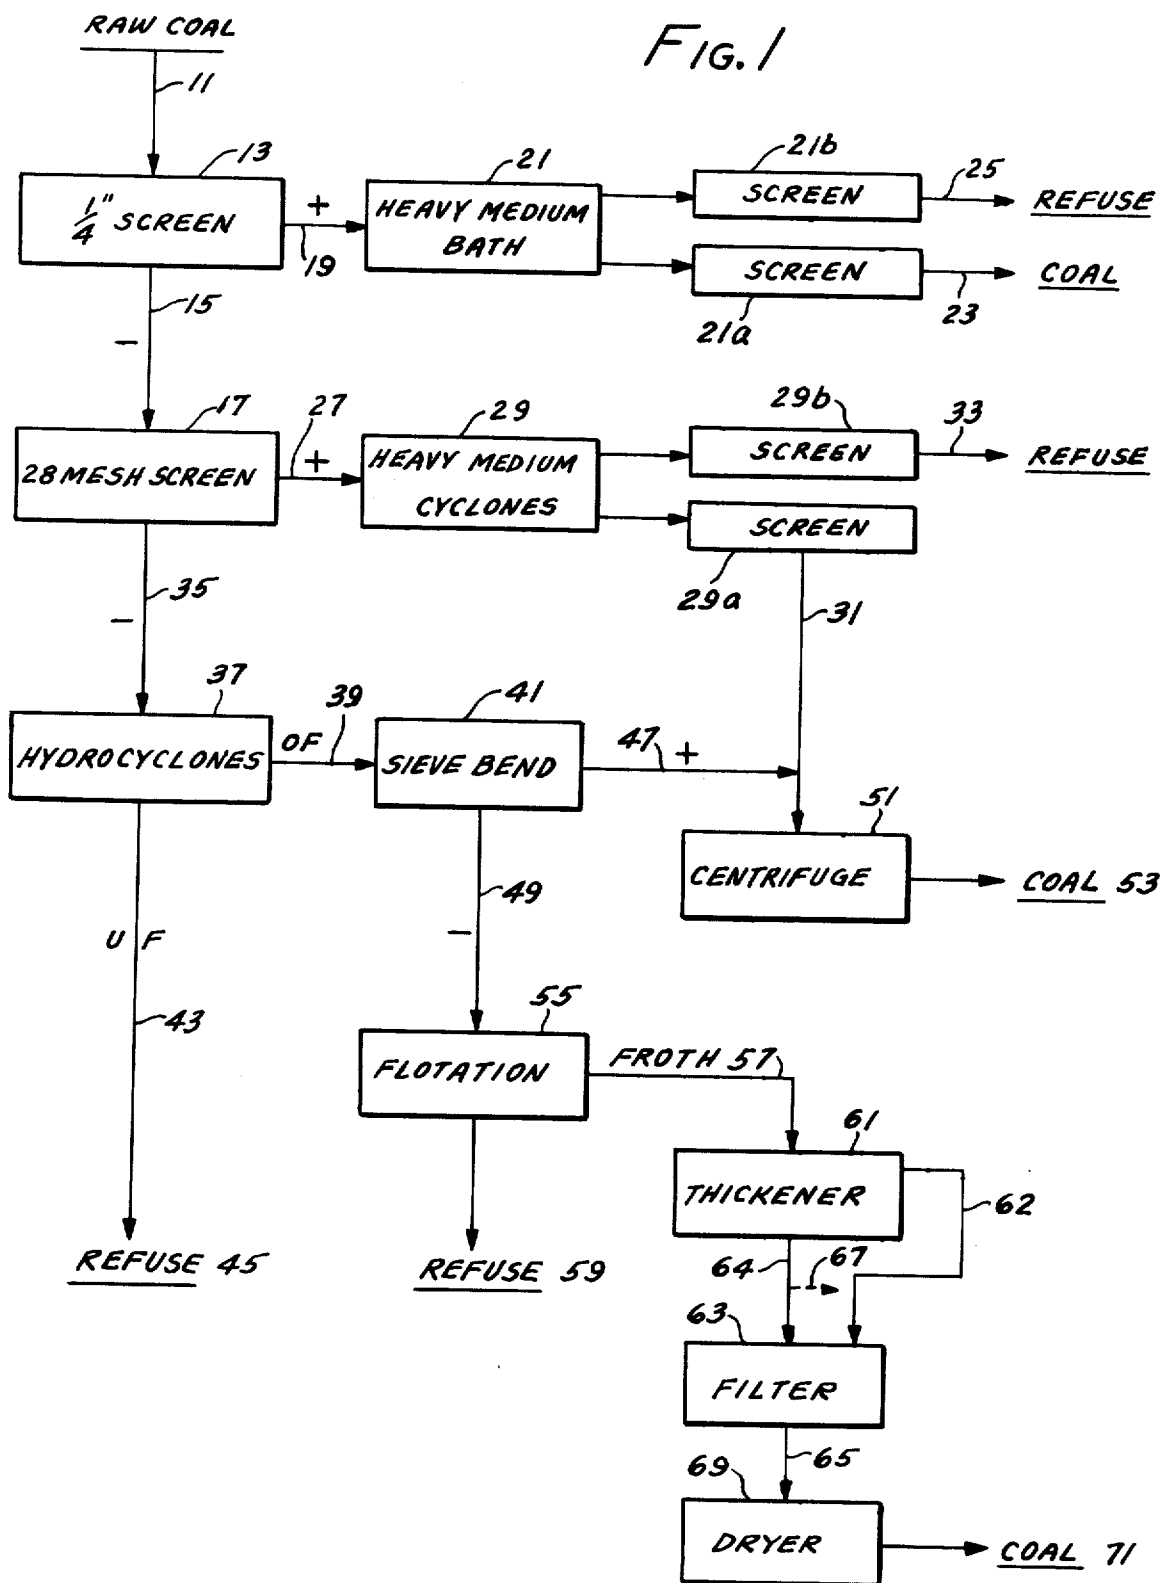 RAW COAL
FIG. 1
11
13
1/4" SCREEN
+
19
21
HEAVY MEDIUM
BATH
21b
SCREEN
25
REFUSE
SCREEN
21a
23
COAL
15
-
17
28 MESH SCREEN
27
+
29
HEAVY MEDIUM
CYCLONES
29b
SCREEN
33
REFUSE
SCREEN
29a
31
35
-
37
HYDROCYCLONES
OF
39
41
SIEVE BEND
47 +
51
CENTRIFUGE
COAL 53
49
-
U F
43
55
FLOTATION
FROTH 57
61
THICKENER
62
REFUSE 45
REFUSE 59
64
67
63
FILTER
65
69
DRYER
COAL 71